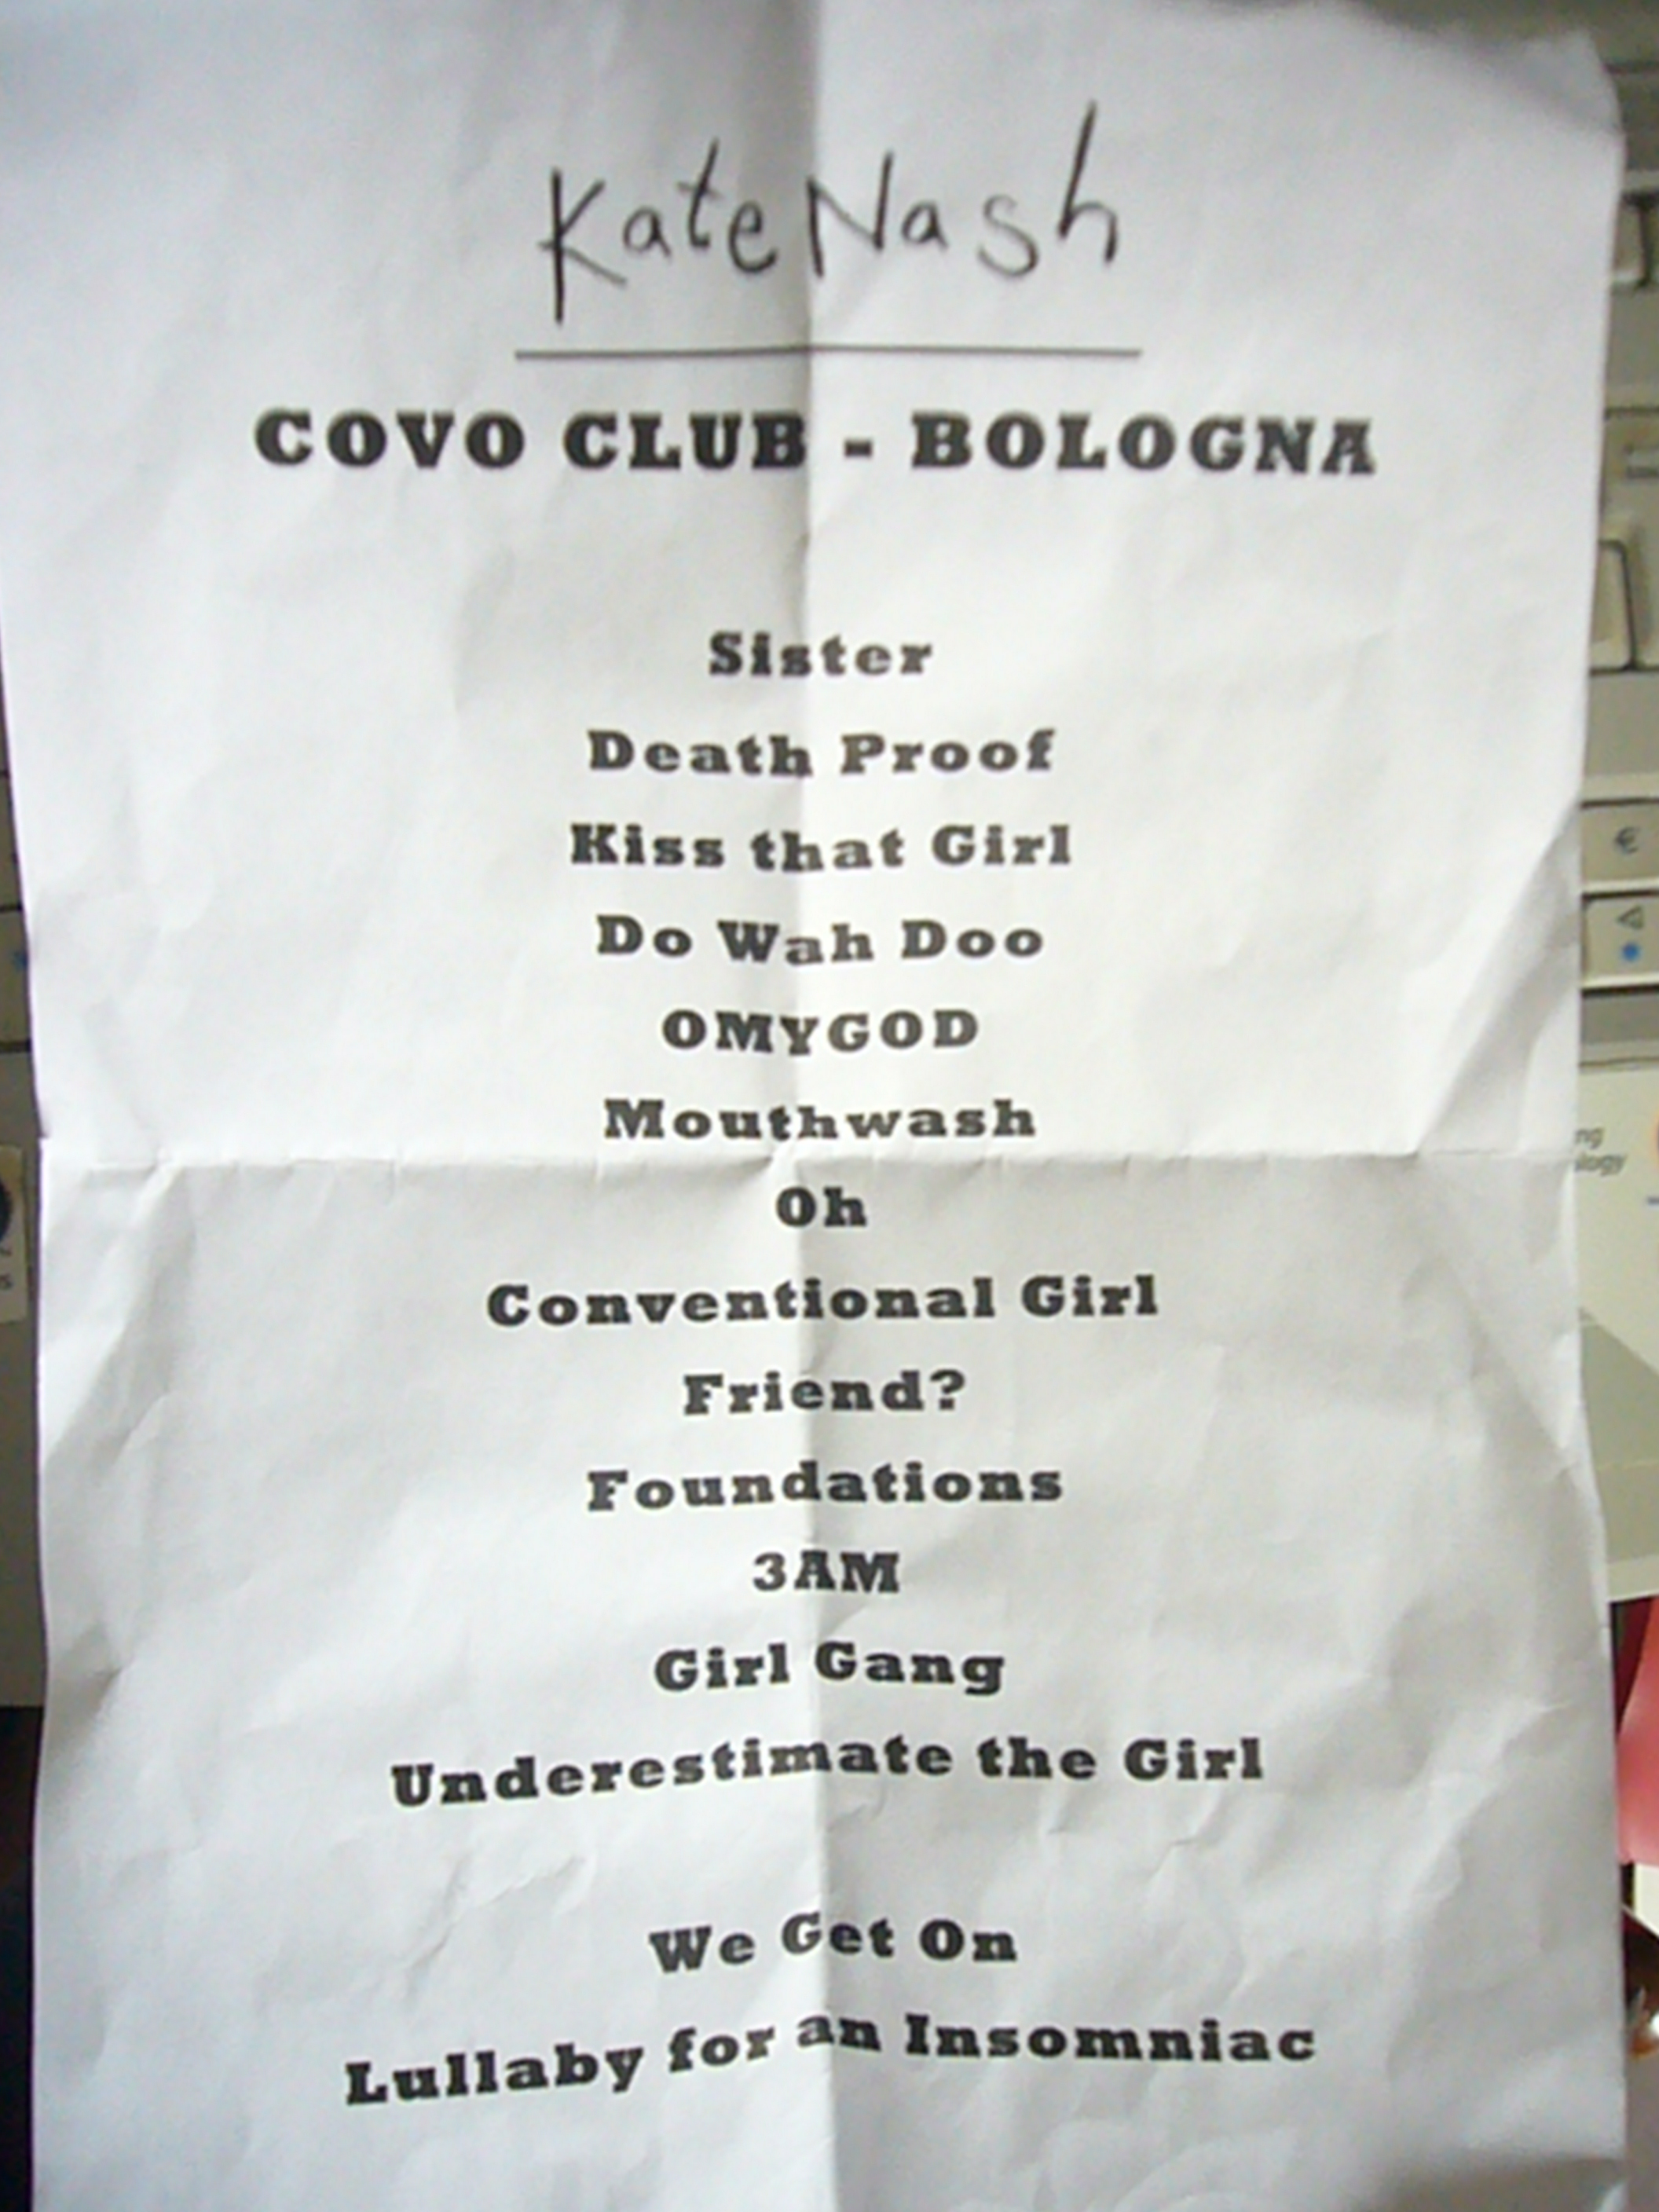 Kate Nash
COVO CLUB - BOLOGNA
Sister
Death Proof
Kiss that Girl
Do Wah Doo
OMYGOD
Mouthwash
Oh
Conventional Girl
Friend?
Foundations
3AM
Girl Gang
Underestimate the Girl
We Get On
Lullaby for an Insomniac
€